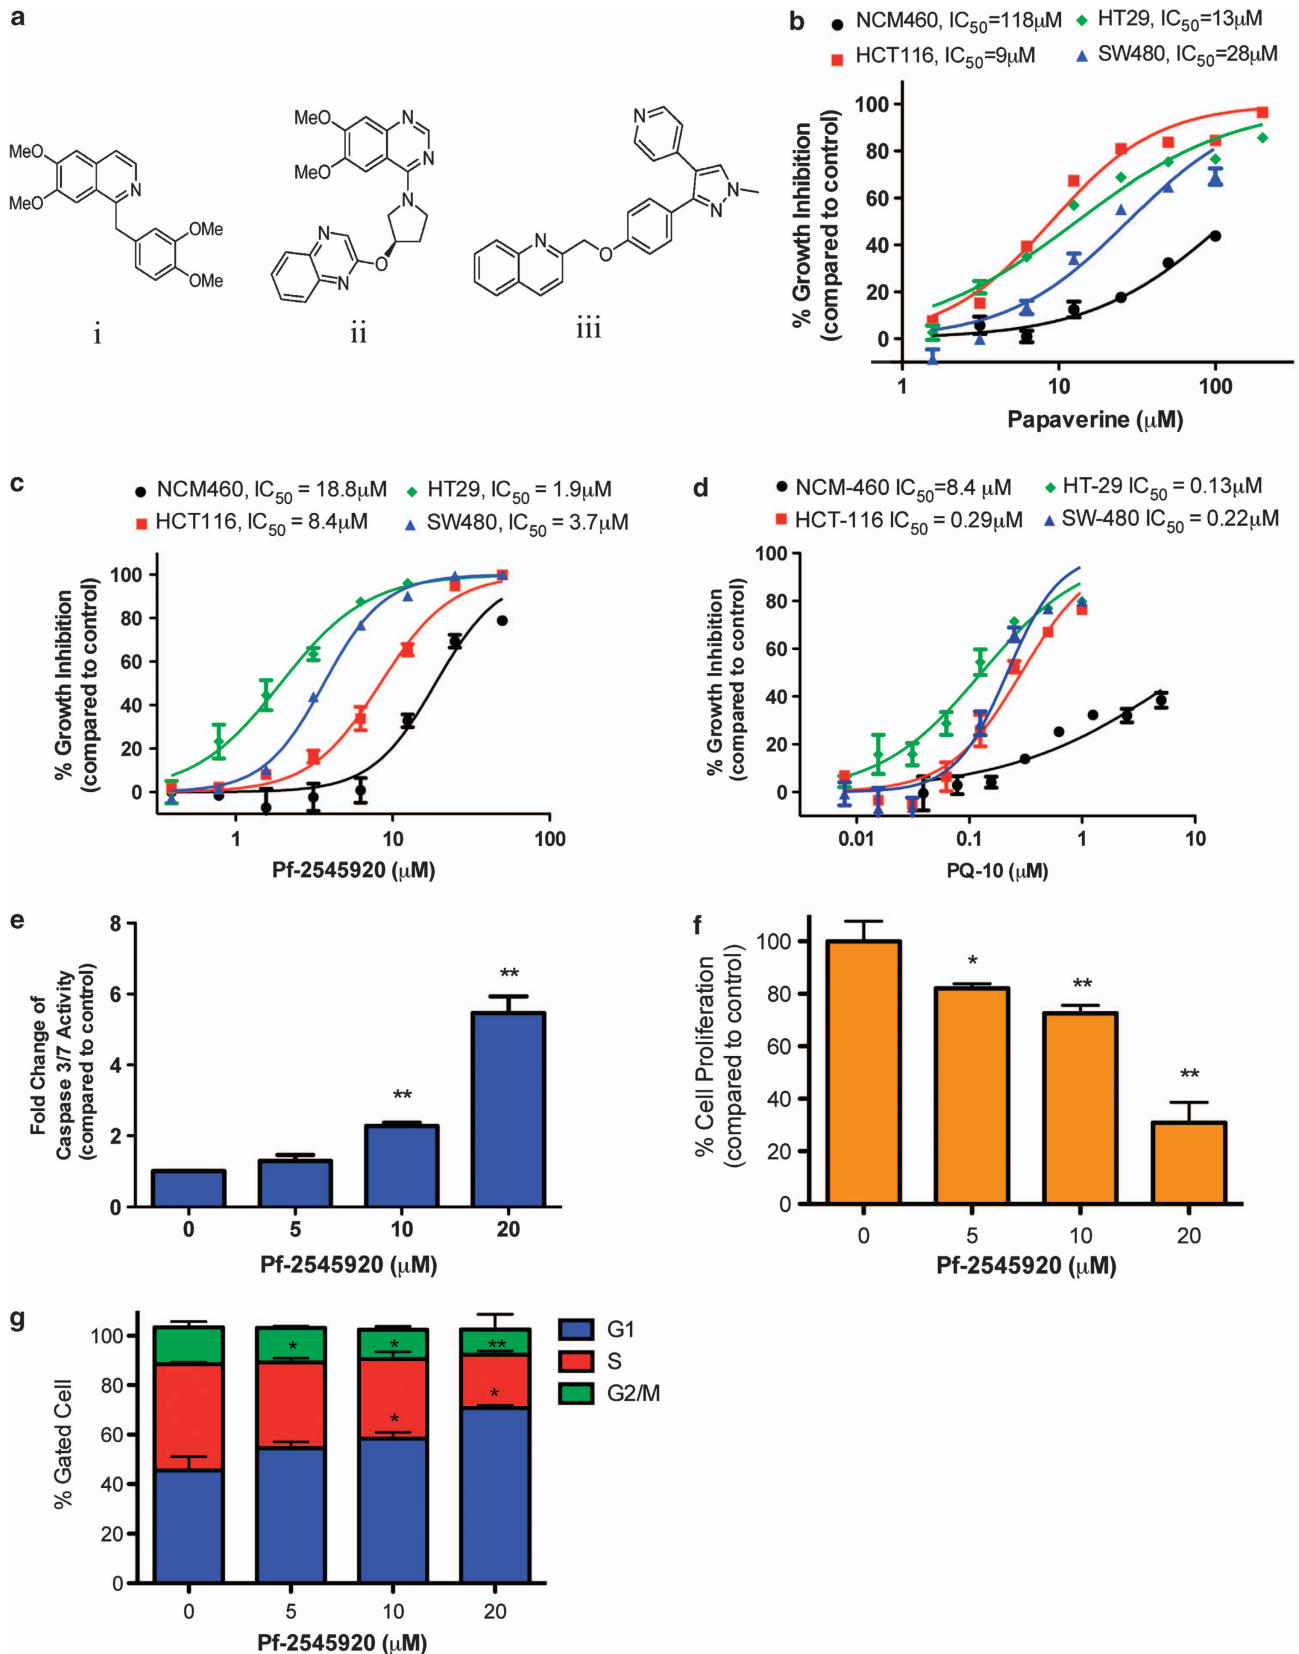 a
MeO
MeO
N
OMe
OMe
i
MeO
MeO
N
N
N
N
N
O
ii
N
N
N
N
O
iii
b
NCM460, IC50=118μM
HT29, IC50=13μM
HCT116, IC50=9μM
SW480, IC50=28μM
% Growth Inhibition
(compared to control)
100
80
60
40
20
0
1
10
100
Papaverine (μM)
c
NCM460, IC50 = 18.8μM
HT29, IC50 = 1.9μM
HCT116, IC50 = 8.4μM
SW480, IC50 = 3.7μM
% Growth Inhibition
(compared to control)
100
80
60
40
20
0
1
10
100
Pf-2545920 (μM)
d
NCM-460 IC50=8.4 μM
HT-29 IC50 = 0.13μM
HCT-116 IC50 = 0.29μM
SW-480 IC50 = 0.22μM
% Growth Inhibition
(compared to control)
100
80
60
40
20
0
0.01
0.1
1
10
PQ-10 (μM)
e
Fold Change of
Caspase 3/7 Activity
(compared to control)
8
6
4
2
0
**
**
0
5
10
20
Pf-2545920 (μM)
f
% Cell Proliferation
(compared to control)
100
80
60
40
20
0
*
**
**
0
5
10
20
Pf-2545920 (μM)
g
% Gated Cell
100
80
60
40
20
0
*
*
**
*
*
G1
S
G2/M
0
5
10
20
Pf-2545920 (μM)